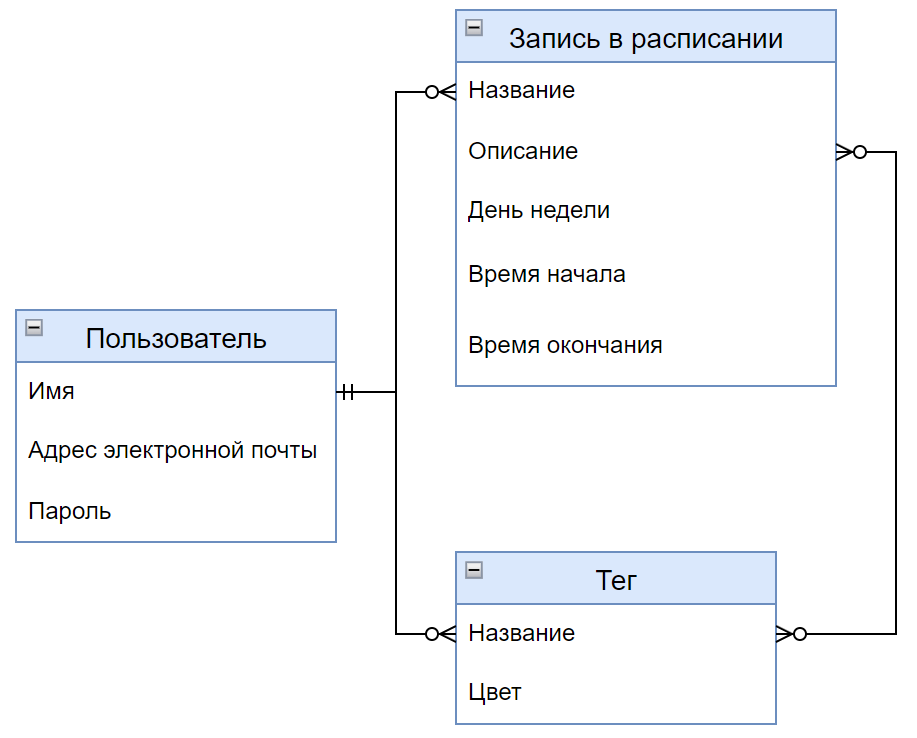 Запись в расписании
Название
Описание
День недели
Время начала
Время окончания
Пользователь
Имя
Адрес электронной почты
Пароль
Тег
Название
Цвет